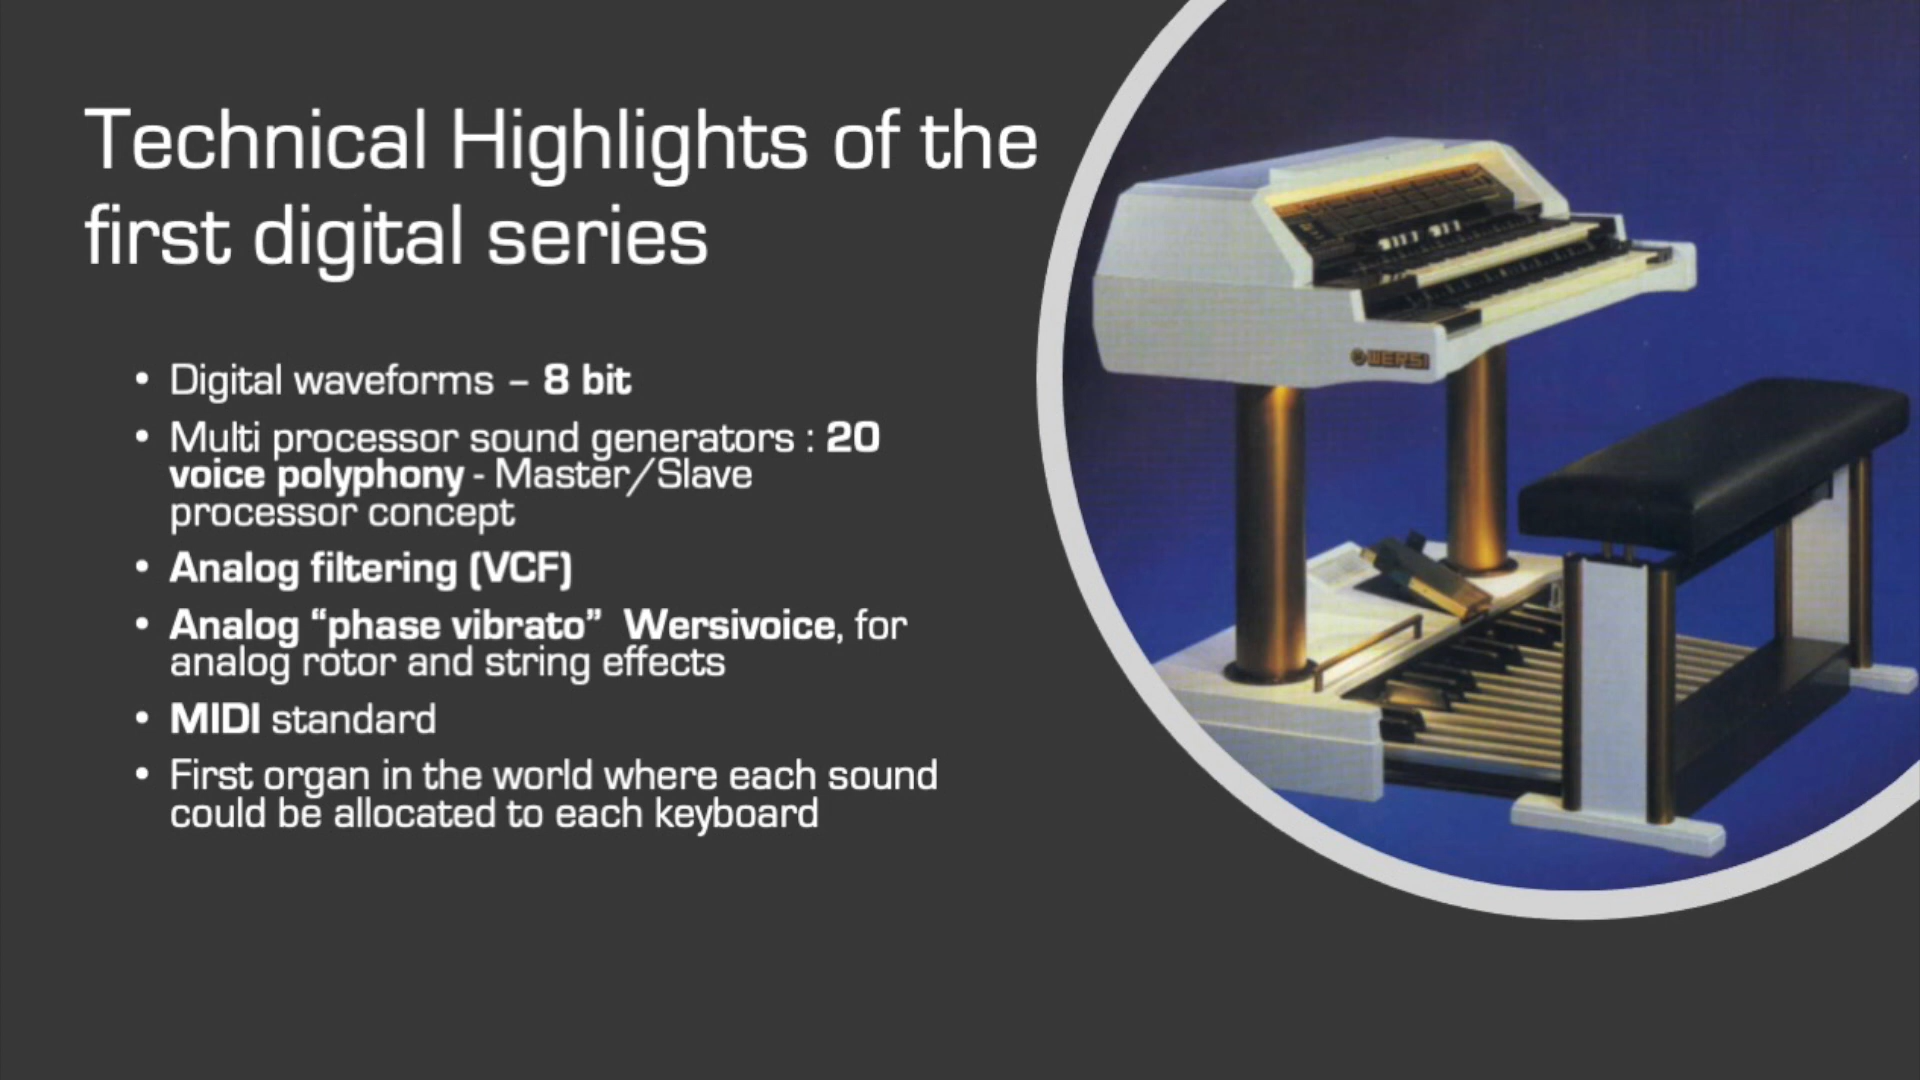 Technical Highlights of the
first digital series
• Digital waveforms – 8 bit
• Multi processor sound generators : 20
voice polyphony - Master/Slave
processor concept
• Analog filtering (VCF)
• Analog “phase vibrato” Wersivoice, for
analog rotor and string effects
• MIDI standard
• First organ in the world where each sound
could be allocated to each keyboard
WERSI